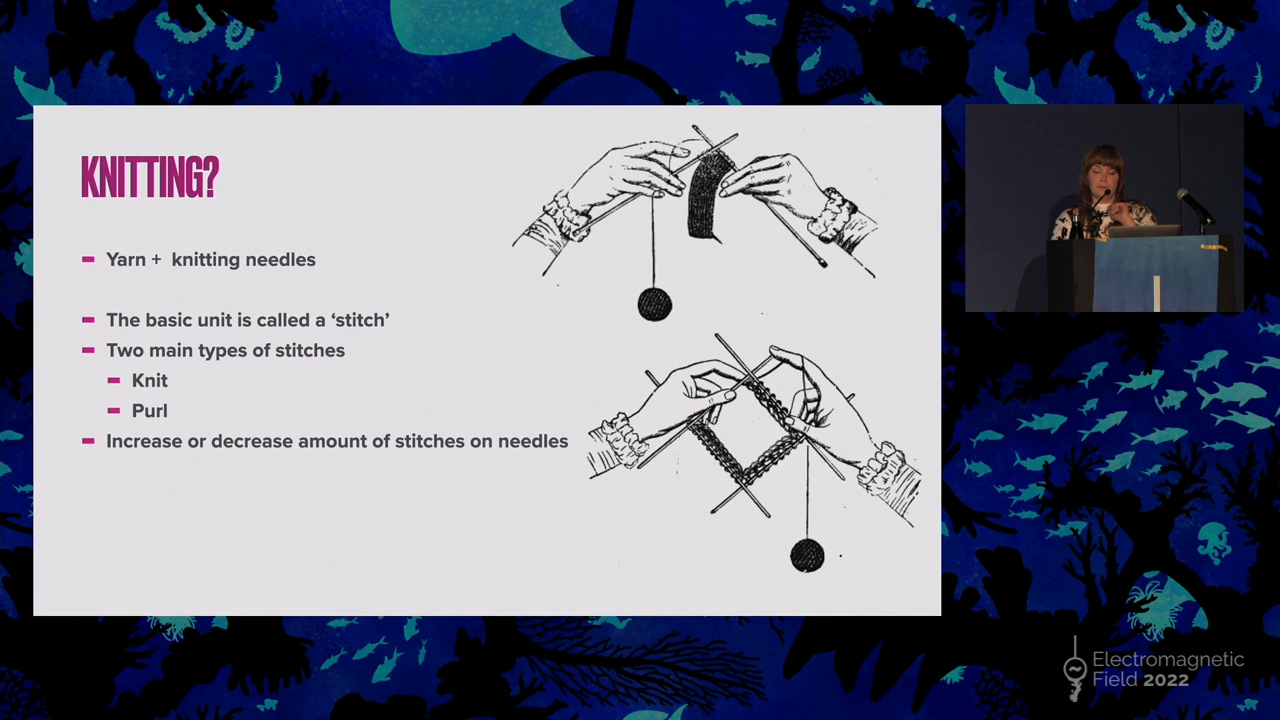 KNITTING?
Yarn + knitting needles
The basic unit is called a ‘stitch’
Two main types of stitches
Knit
Purl
Increase or decrease amount of stitches on needles
Electromagnetic
Field 2022